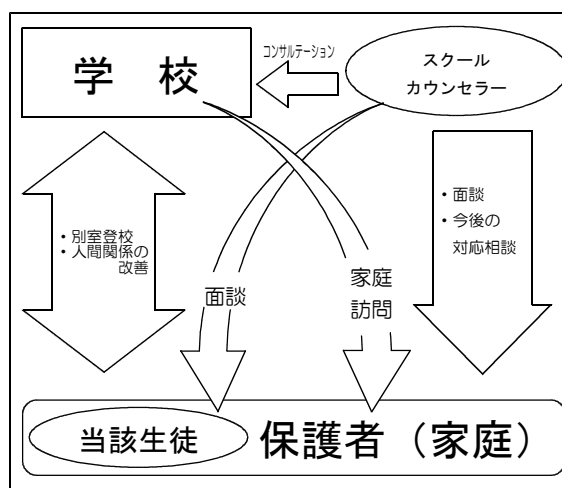 コンサルテーション
学校
スクール
カウンセラー
・別室登校
・人間関係の
改善
・面談
・今後の
対応相談
面談
家庭
訪問
当該生徒
保護者（家庭）